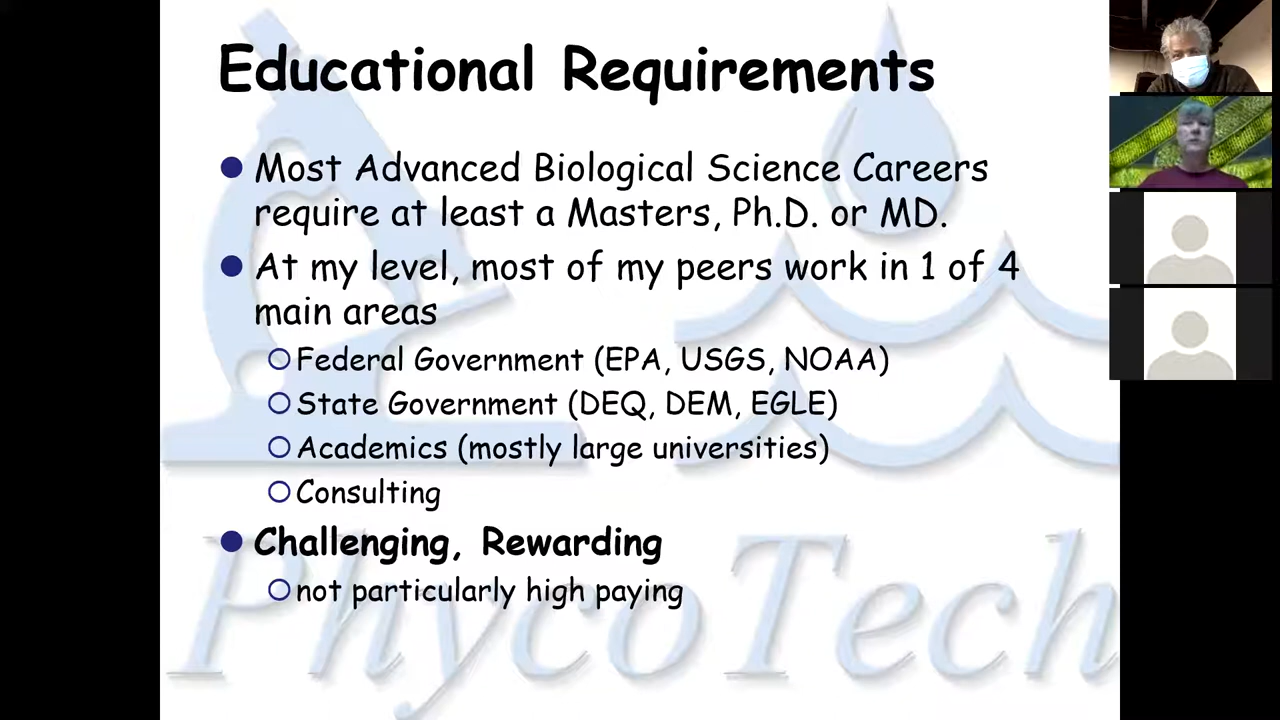 Educational Requirements
Most Advanced Biological Science Careers
require at least a Masters, Ph.D. or MD.
At my level, most of my peers work in 1 of 4
main areas
Federal Government (EPA, USGS, NOAA)
State Government (DEQ, DEM, EGLE)
Academics (mostly large universities)
Consulting
Challenging, Rewarding
not particularly high paying
PhycoTech